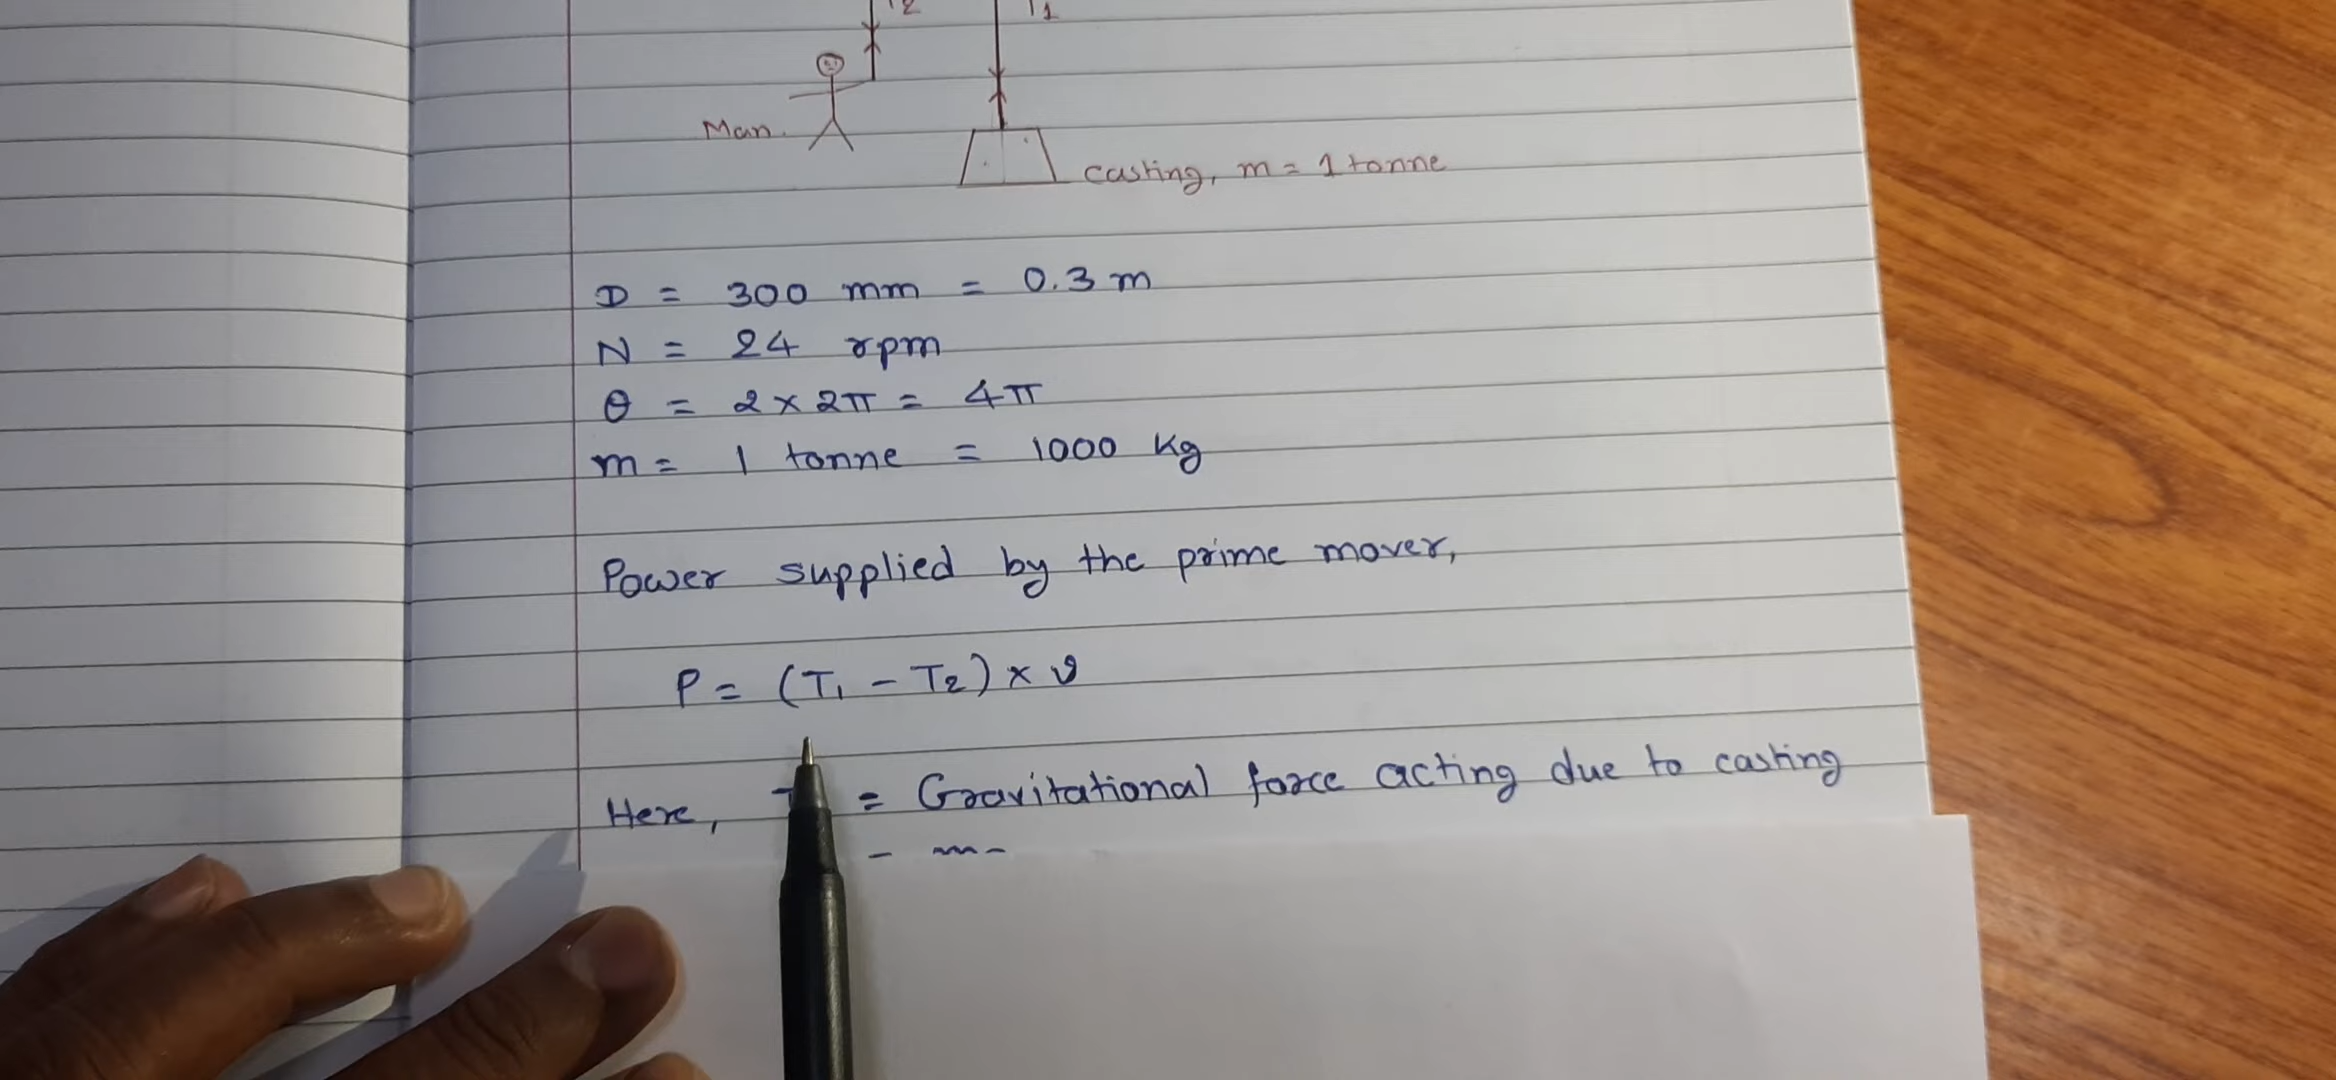 T2 T1
Man.
casting, m = 1 tonne
D = 300 mm = 0.3 m
N = 24 rpm
θ = 2 × 2π = 4π
m = 1 tonne = 1000 Kg
Power supplied by the prime mover,
P = (T1 - T2) × v
Here, = Gravitational force acting due to casting